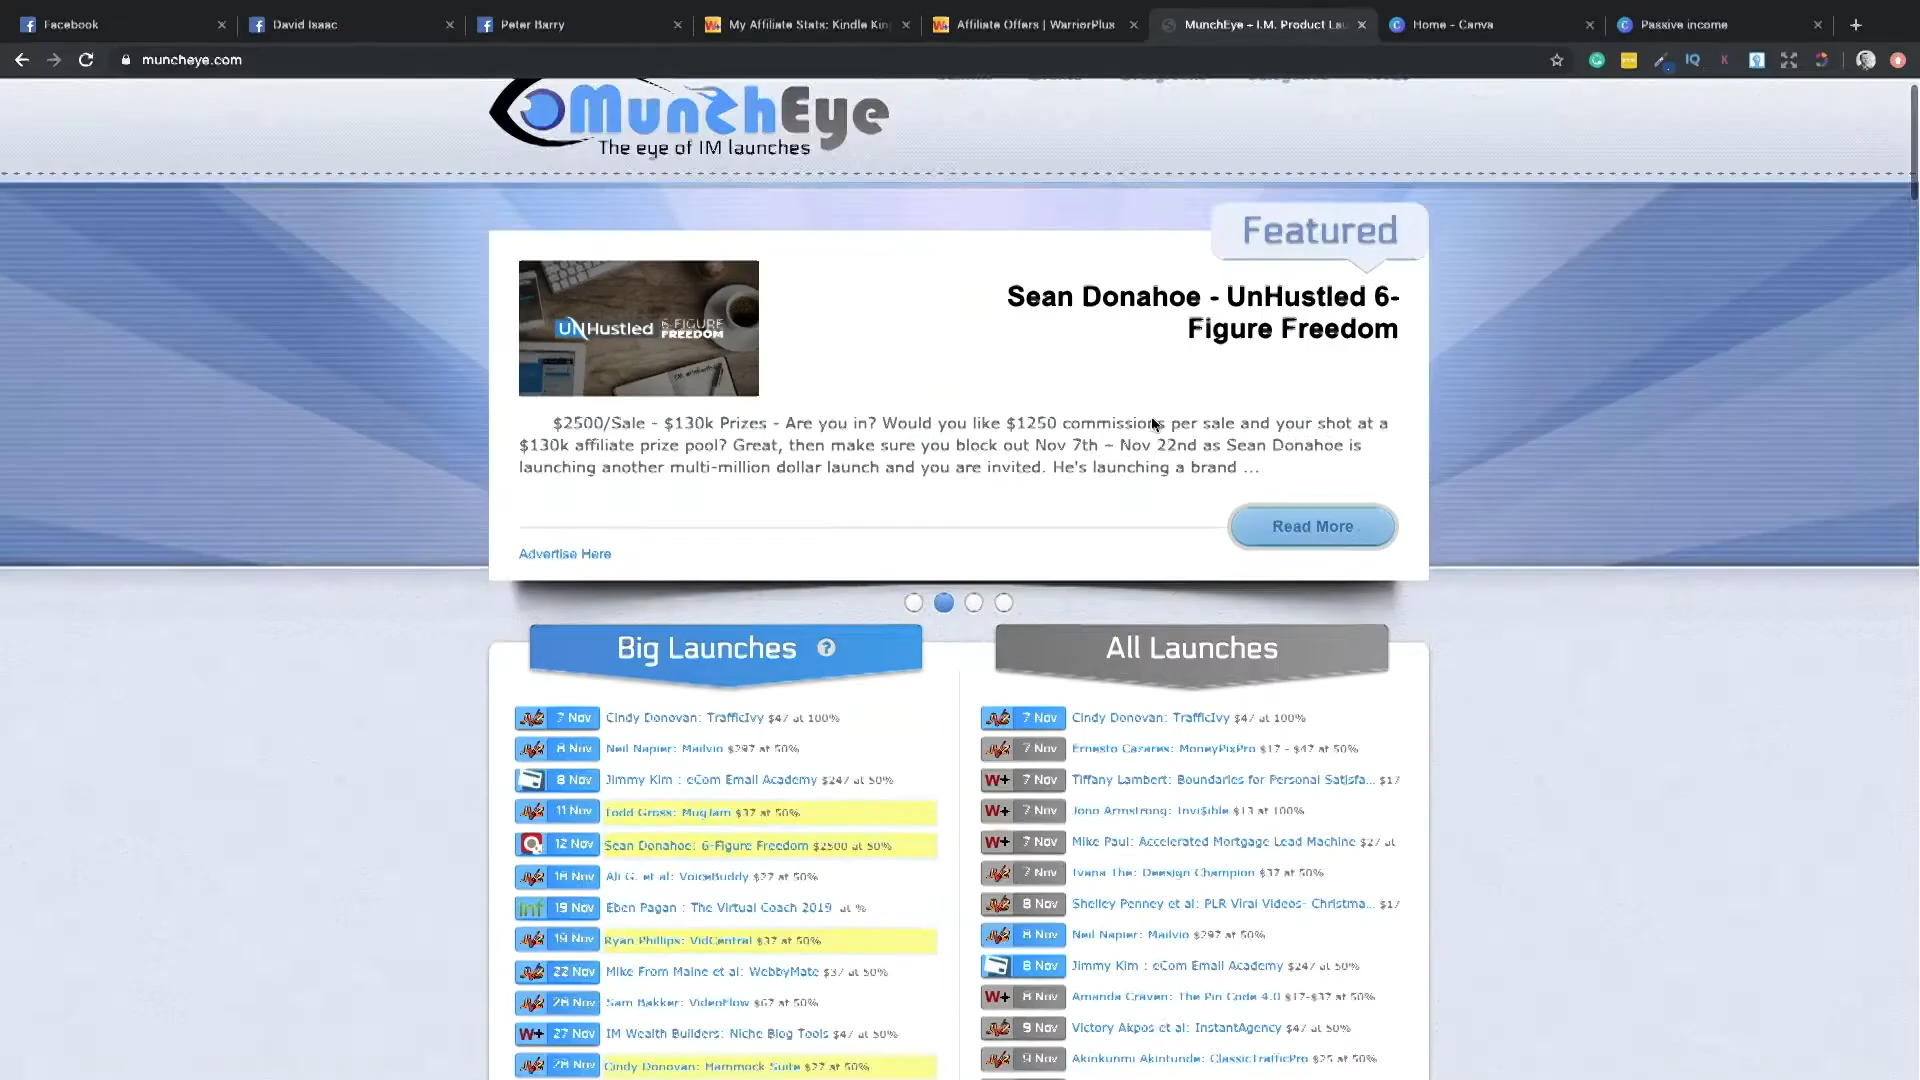 Facebook
David Isaac
Peter Barry
My Affiliate Stats: Kindle Kin
Affiliate Offers | WarriorPlus
MunchEye - I.M. Product La
Home - Canva
Passive income
muncheye.com
MunchEye
The eye of IM launches
Featured
UNHustled 6-FIGURE FREEDOM
Sean Donahoe - UnHustled 6-
Figure Freedom
$2500/Sale - $130k Prizes - Are you in? Would you like $1250 commissions per sale and your shot at a
$130k affiliate prize pool? Great, then make sure you block out Nov 7th - Nov 22nd as Sean Donahoe is
launching another multi-million dollar launch and you are invited. He's launching a brand ...
Read More
Advertise Here
Big Launches ?
7 Nov Cindy Donovan: TrafficIvy $47 at 100%
8 Nov Neil Napier: Mailvio $297 at 50%
8 Nov Jimmy Kim : eCom Email Academy $247 at 50%
11 Nov Todd Gross: MugJam $37 at 50%
12 Nov Sean Donahoe: 6-Figure Freedom $2500 at 50%
18 Nov Ali G. et al: VoiceBuddy $27 at 50%
Inf 19 Nov Eben Pagan : The Virtual Coach 2019 at %
19 Nov Ryan Phillips: VidCentral $37 at 50%
22 Nov Mike From Maine et al: WebbyMate $37 at 50%
26 Nov Sam Bakker: VideoFlow $67 at 50%
W+ 27 Nov IM Wealth Builders: Niche Blog Tools $47 at 50%
28 Nov Cindy Donovan: Hammock Suite $27 at 50%
All Launches
7 Nov Cindy Donovan: TrafficIvy $47 at 100%
7 Nov Ernesto Cazares: MoneyPixPro $17 - $47 at 50%
W+ 7 Nov Tiffany Lambert: Boundaries for Personal Satisfa... $17
W+ 7 Nov Jono Armstrong: Invi$ible $13 at 100%
W+ 7 Nov Mike Paul: Accelerated Mortgage Lead Machine $27 at
7 Nov Ivana The: Deesign Champion $37 at 50%
8 Nov Shelley Penney et al: PLR Viral Videos- Christma... $17
8 Nov Neil Napier: Mailvio $297 at 50%
8 Nov Jimmy Kim : eCom Email Academy $247 at 50%
W+ 8 Nov Amanda Craven: The Pin Code 4.0 $17-$37 at 50%
9 Nov Victory Akpos et al: InstantAgency $47 at 50%
9 Nov Akinkunmi Akintunde: ClassicTrafficPro $25 at 50%